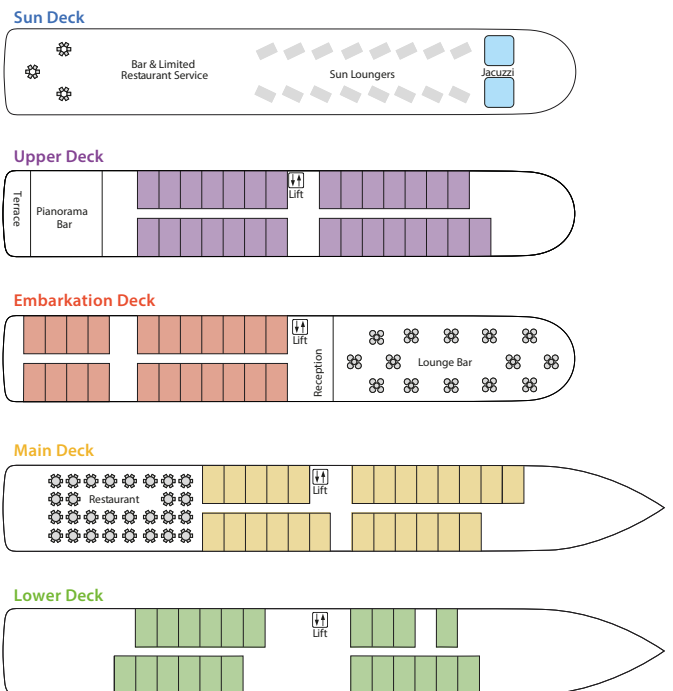 Sun Deck
Bar & Limited
Restaurant Service
Sun Loungers
Jacuzzi
Upper Deck
Lift
Terrace
Pianorama
Bar
Embarkation Deck
Lift
Reception
Lounge Bar
Main Deck
Lift
Restaurant
Lower Deck
Lift